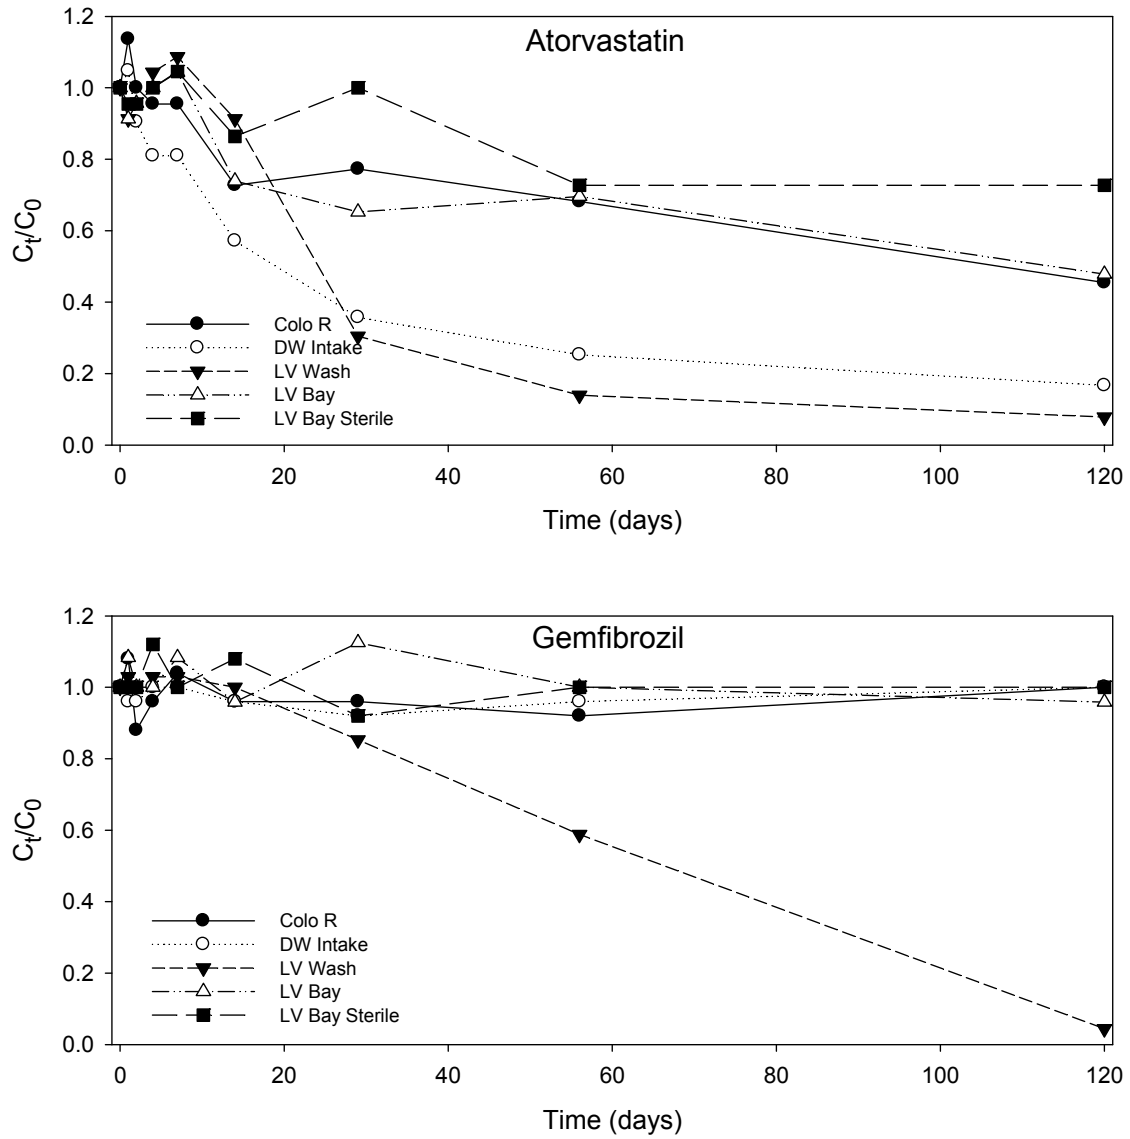 Atorvastatin
1.2
1.0
0.8
0.6
0.4
0.2
0.0
Ct/C0
Colo R
DW Intake
LV Wash
LV Bay
LV Bay Sterile
0 20 40 60 80 100 120
Time (days)
Gemfibrozil
1.2
1.0
0.8
0.6
0.4
0.2
0.0
Ct/C0
Colo R
DW Intake
LV Wash
LV Bay
LV Bay Sterile
0 20 40 60 80 100 120
Time (days)